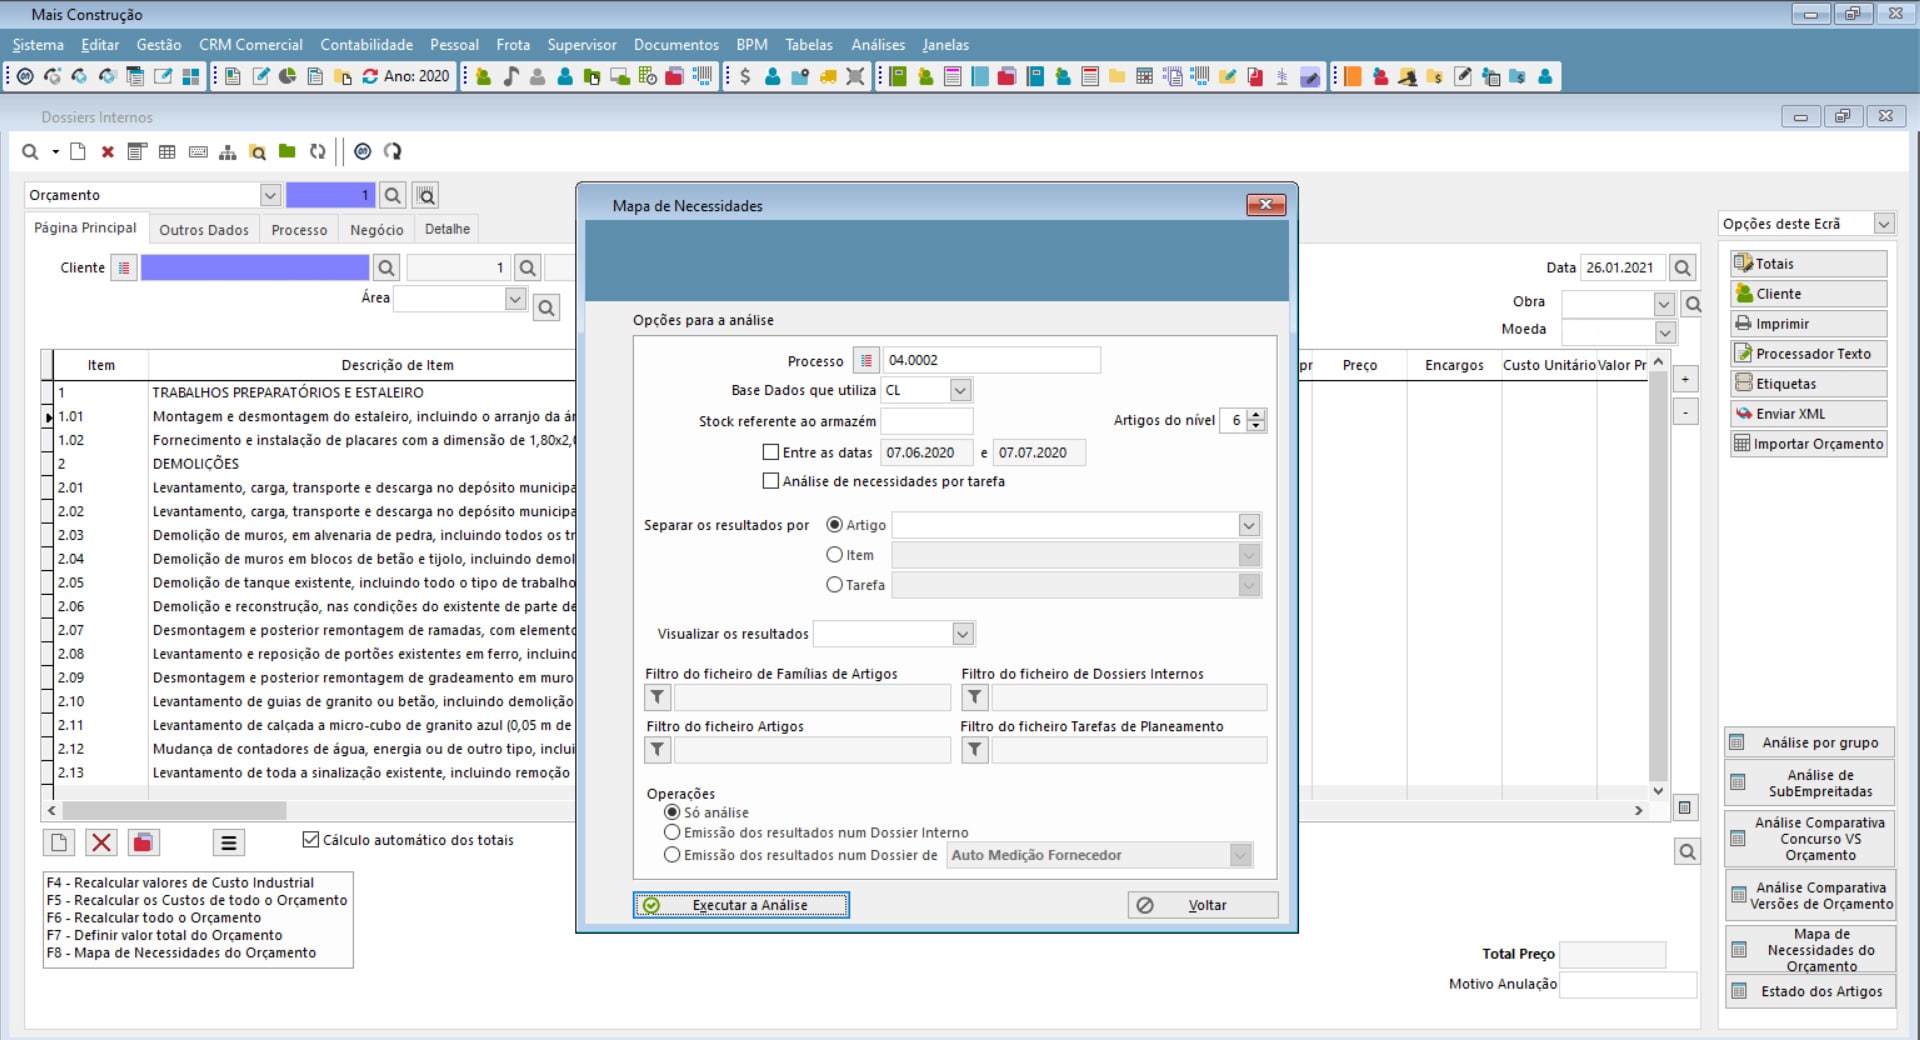 Mais Construção
Sistema Editar Gestão CRM Comercial Contabilidade Pessoal Frota Supervisor Documentos BPM Tabelas Análises Janelas
Ano: 2020
Dossiers Internos
Orçamento 1
Página Principal Outros Dados Processo Negócio Detalhe
Cliente 1
Área
Data 26.01.2021
Obra
Moeda
Item Descrição de Item pr Preço Encargos Custo Unitário Valor Pr
1 TRABALHOS PREPARATÓRIOS E ESTALEIRO
1.01 Montagem e desmontagem do estaleiro, incluindo o arranjo da ár
1.02 Fornecimento e instalação de placares com a dimensão de 1,80x2,0
2 DEMOLIÇÕES
2.01 Levantamento, carga, transporte e descarga no depósito municipa
2.02 Levantamento, carga, transporte e descarga no depósito municipa
2.03 Demolição de muros, em alvenaria de pedra, incluindo todos os tr
2.04 Demolição de muros em blocos de betão e tijolo, incluindo demol
2.05 Demolição de tanque existente, incluindo todo o tipo de trabalho
2.06 Demolição e reconstrução, nas condições do existente de parte de
2.07 Desmontagem e posterior remontagem de ramadas, com elemento
2.08 Levantamento e reposição de portões existentes em ferro, incluind
2.09 Desmontagem e posterior remontagem de gradeamento em muro
2.10 Levantamento de guias de granito ou betão, incluindo demolição
2.11 Levantamento de calçada a micro-cubo de granito azul (0,05 m de
2.12 Mudança de contadores de água, energia ou de outro tipo, inclui
2.13 Levantamento de toda a sinalização existente, incluindo remoção
+
-
Cálculo automático dos totais
F4 - Recalcular valores de Custo Industrial
F5 - Recalcular os Custos de todo o Orçamento
F6 - Recalcular todo o Orçamento
F7 - Definir valor total do Orçamento
F8 - Mapa de Necessidades do Orçamento
Total Preço
Motivo Anulação
Mapa de Necessidades
Opções para a análise
Processo 04.0002
Base Dados que utiliza CL
Stock referente ao armazém
Artigos do nível 6
Entre as datas 07.06.2020 e 07.07.2020
Análise de necessidades por tarefa
Separar os resultados por Artigo
Item
Tarefa
Visualizar os resultados
Filtro do ficheiro de Famílias de Artigos Filtro do ficheiro de Dossiers Internos
Filtro do ficheiro Artigos Filtro do ficheiro Tarefas de Planeamento
Operações
Só análise
Emissão dos resultados num Dossier Interno
Emissão dos resultados num Dossier de Auto Medição Fornecedor
Executar a Análise Voltar
Opções deste Ecrã
Totais
Cliente
Imprimir
Processador Texto
Etiquetas
Enviar XML
Importar Orçamento
Análise por grupo
Análise de
SubEmpreitadas
Análise Comparativa
Concurso VS
Orçamento
Análise Comparativa
Versões de Orçamento
Mapa de
Necessidades do
Orçamento
Estado dos Artigos